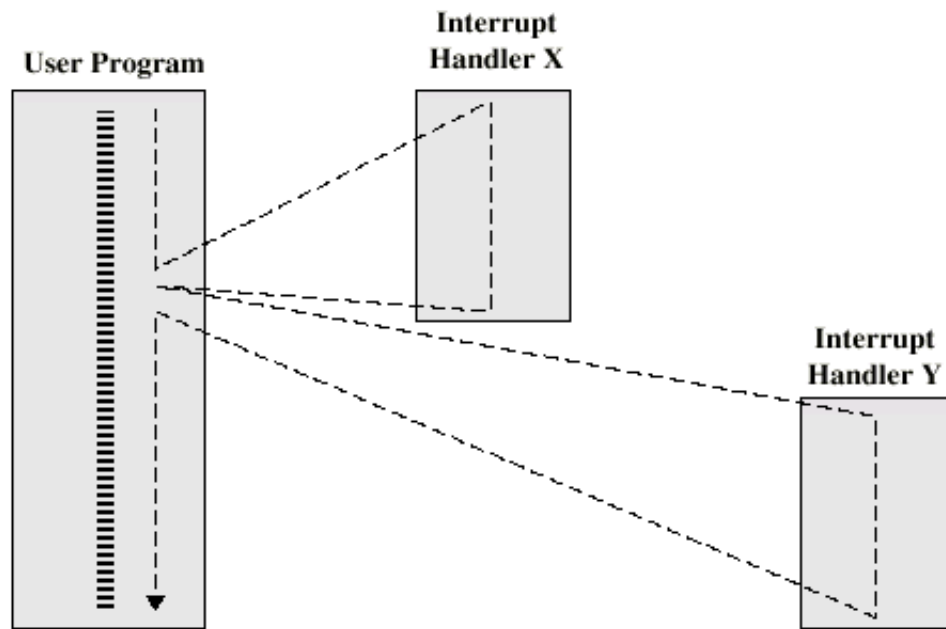 User Program
Interrupt
Handler X
Interrupt
Handler Y